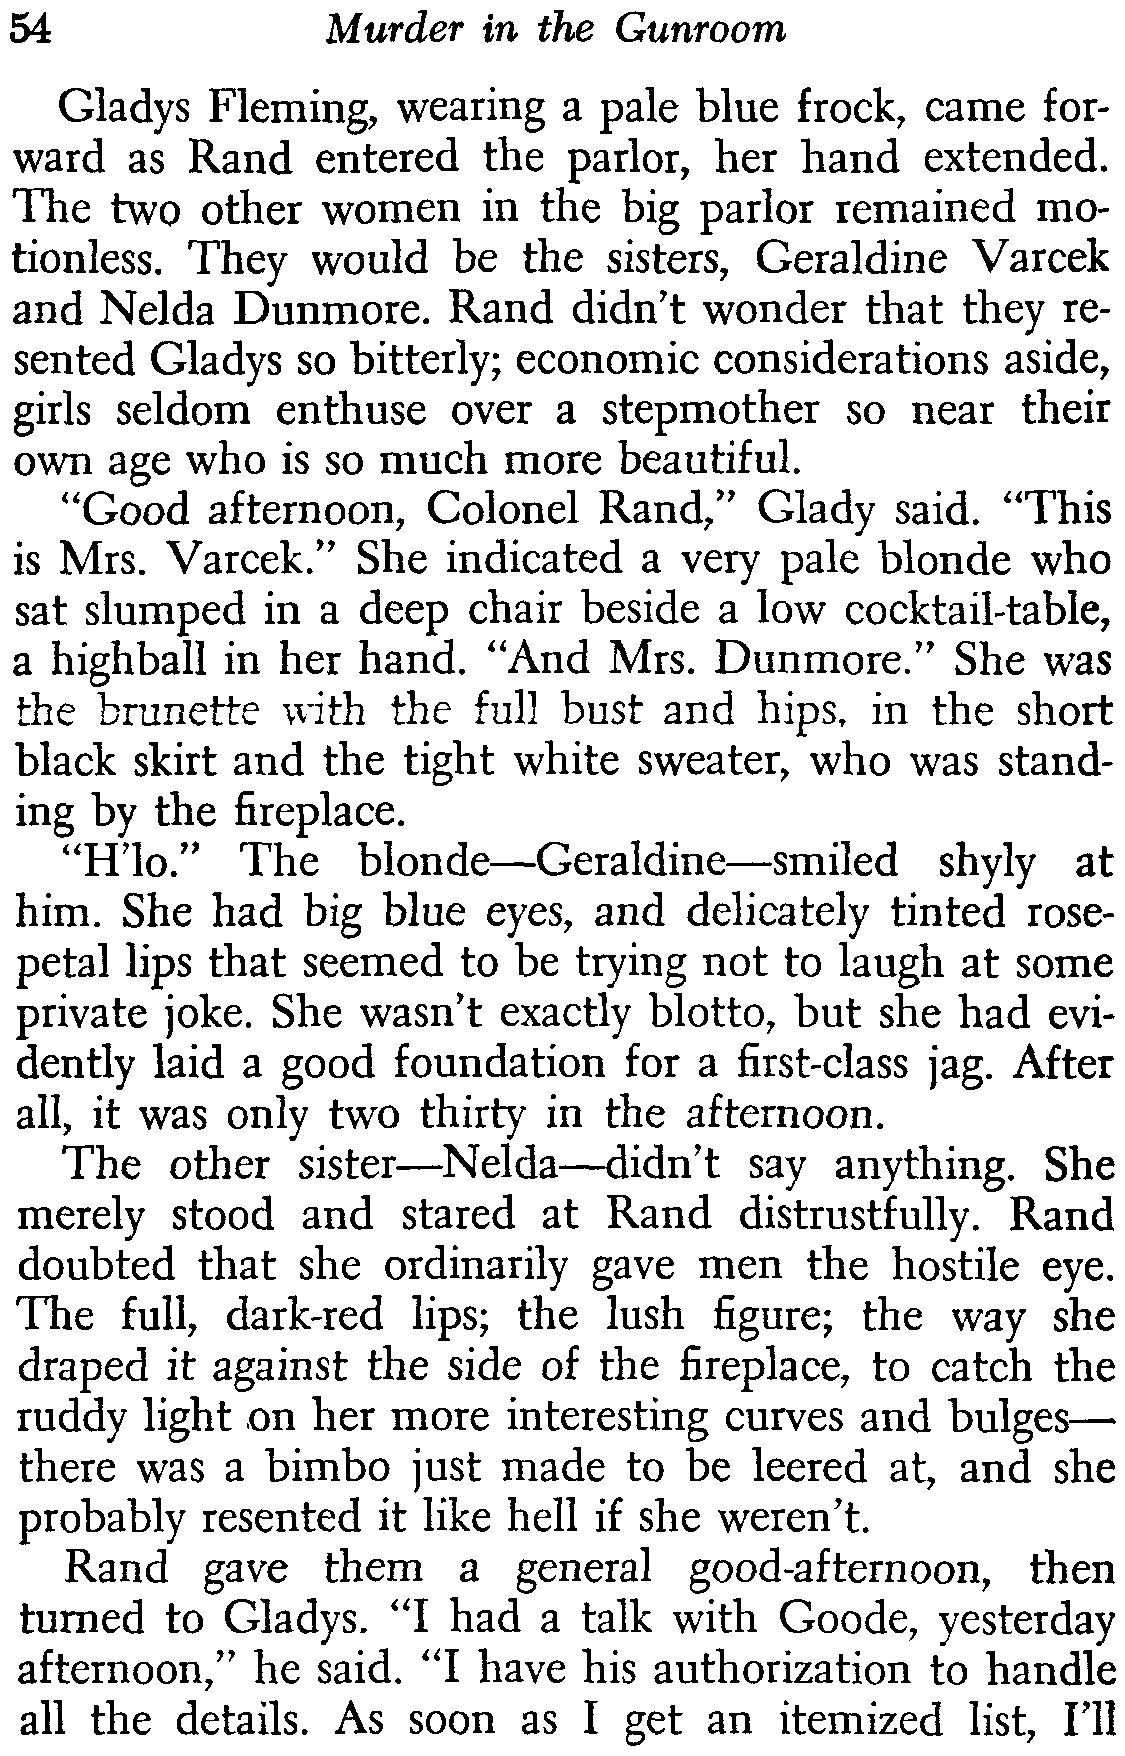 54 Murder in the Gunroom
Gladys Fleming, wearing a pale blue frock, came for-
ward as Rand entered the parlor, her hand extended.
The two other women in the big parlor remained mo-
tionless. They would be the sisters, Geraldine Varcek
and Nelda Dunmore. Rand didn't wonder that they re-
sented Gladys so bitterly; economic considerations aside,
girls seldom enthuse over a stepmother so near their
own age who is so much more beautiful.
“Good afternoon, Colonel Rand,” Glady said. “This
is Mrs. Varcek.” She indicated a very pale blonde who
sat slumped in a deep chair beside a low cocktail-table,
a highball in her hand. “And Mrs. Dunmore.” She was
the brunette with the full bust and hips, in the short
black skirt and the tight white sweater, who was stand-
ing by the fireplace.
“H'lo.” The blonde—Geraldine—smiled shyly at
him. She had big blue eyes, and delicately tinted rose-
petal lips that seemed to be trying not to laugh at some
private joke. She wasn't exactly blotto, but she had evi-
dently laid a good foundation for a first-class jag. After
all, it was only two thirty in the afternoon.
The other sister—Nelda—didn't say anything. She
merely stood and stared at Rand distrustfully. Rand
doubted that she ordinarily gave men the hostile eye.
The full, dark-red lips; the lush figure; the way she
draped it against the side of the fireplace, to catch the
ruddy light on her more interesting curves and bulges—
there was a bimbo just made to be leered at, and she
probably resented it like hell if she weren't.
Rand gave them a general good-afternoon, then
turned to Gladys. “I had a talk with Goode, yesterday
afternoon,” he said. “I have his authorization to handle
all the details. As soon as I get an itemized list, I'll